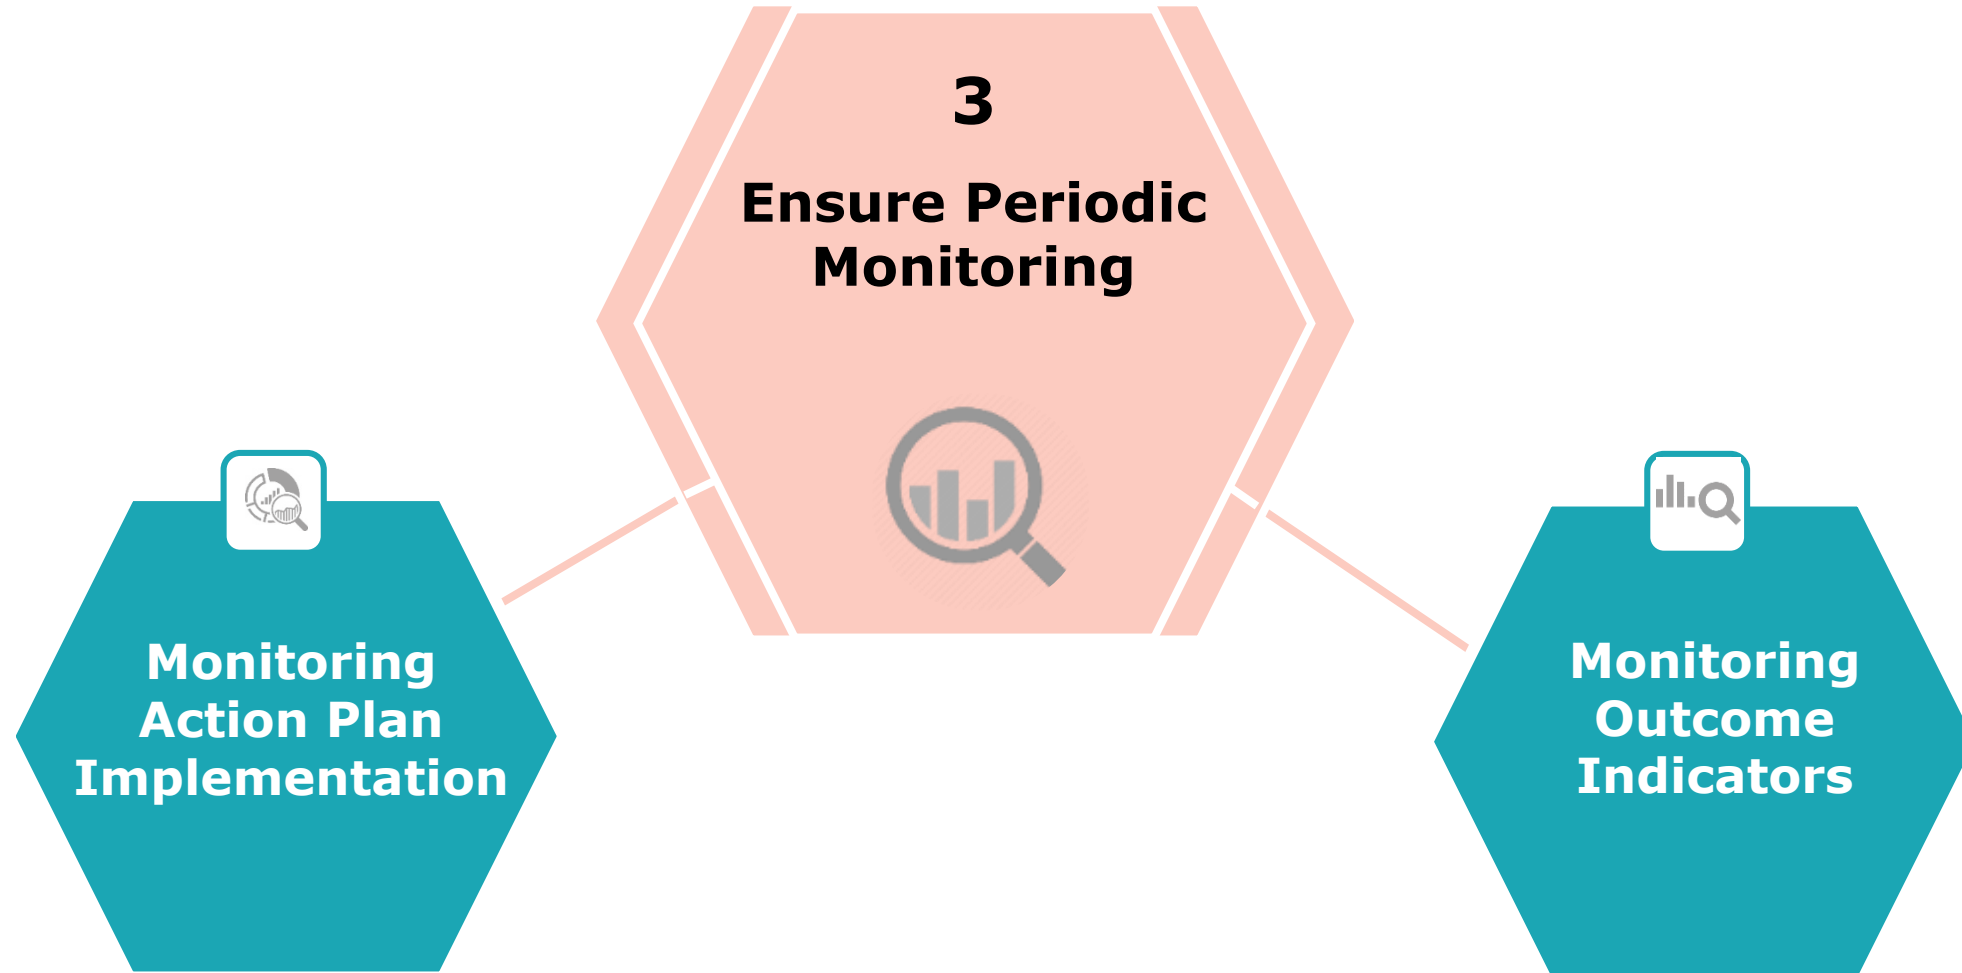 3
Ensure Periodic
Monitoring
Monitoring
Action Plan
Implementation
Monitoring
Outcome
Indicators